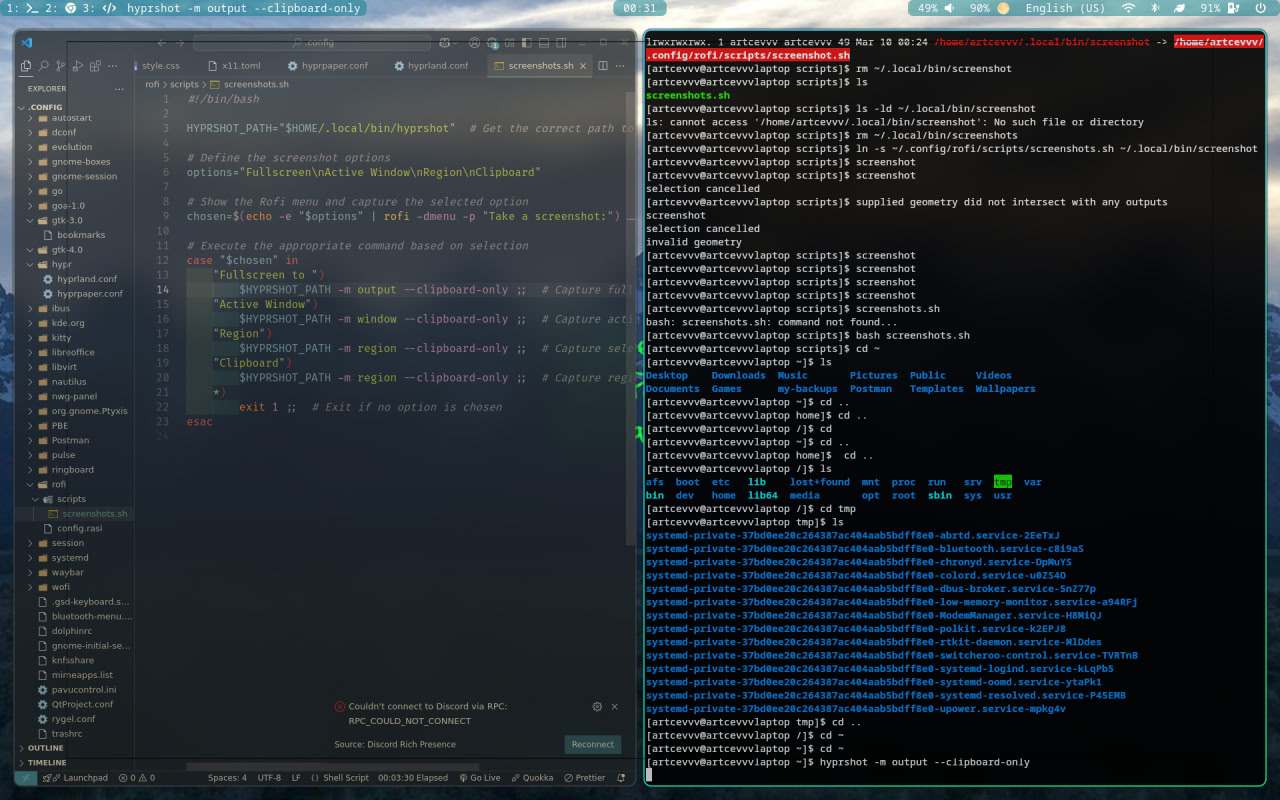 1: 2: 3: hyprshot -m output --clipboard-only
00:31
49% 90% English (US) 91%
.config
style.css x11.toml hyprpaper.conf hyprland.conf screenshots.sh
EXPLORER
rofi > scripts > screenshots.sh
.CONFIG
autostart
dconf
evolution
gnome-boxes
gnome-session
go
goa-1.0
gtk-3.0
bookmarks
gtk-4.0
hypr
hyprland.conf
hyprpaper.conf
ibus
kde.org
kitty
libreoffice
libvirt
nautilus
nwg-panel
org.gnome.Ptyxis
PBE
Postman
pulse
ringboard
rofi
scripts
screenshots.sh
config.rasi
session
systemd
waybar
wofi
.gsd-keyboard.s...
bluetooth-menu....
dolphinrc
gnome-initial-se...
knfsshare
mirneapps.list
pavucontrol.ini
QtProject.conf
rygel.conf
trashrc
OUTLINE
TIMELINE
1 #!/bin/bash
2
3 HYPRSHOT_PATH="$HOME/.local/bin/hyprshot" # Get the correct path to
4
5 # Define the screenshot options
6 options="Fullscreen\nActive Window\nRegion\nClipboard"
7
8 # Show the Rofi menu and capture the selected option
9 chosen=$(echo -e "$options" | rofi -dmenu -p "Take a screenshot:")
10
11 # Execute the appropriate command based on selection
12 case "$chosen" in
13 "Fullscreen to ")
14 $HYPRSHOT_PATH -m output --clipboard-only ;; # Capture full
15 "Active Window")
16 $HYPRSHOT_PATH -m window --clipboard-only ;; # Capture acti
17 "Region")
18 $HYPRSHOT_PATH -m region --clipboard-only ;; # Capture sele
19 "Clipboard")
20 $HYPRSHOT_PATH -m region --clipboard-only ;; # Capture regi
21 *)
22 exit 1 ;; # Exit if no option is chosen
23 esac
24
Couldn't connect to Discord via RPC:
RPC_COULD_NOT_CONNECT
Source: Discord Rich Presence
Reconnect
Launchpad 0 0 Spaces: 4 UTF-8 LF Shell Script 00:03:30 Elapsed Go Live Quokka Prettier
lrwxrwxrwx. 1 artcevvv artcevvv 49 Mar 10 00:24 /home/artcevvv/.local/bin/screenshot -> /home/artcevvv/
.config/rofi/scripts/screenshot.sh
[artcevvv@artcevvvlaptop scripts]$ rm ~/.local/bin/screenshot
[artcevvv@artcevvvlaptop scripts]$ ls
screenshots.sh
[artcevvv@artcevvvlaptop scripts]$ ls -ld ~/.local/bin/screenshot
ls: cannot access '/home/artcevvv/.local/bin/screenshot': No such file or directory
[artcevvv@artcevvvlaptop scripts]$ rm ~/.local/bin/screenshots
[artcevvv@artcevvvlaptop scripts]$ ln -s ~/.config/rofi/scripts/screenshots.sh ~/.local/bin/screenshot
[artcevvv@artcevvvlaptop scripts]$ screenshot
[artcevvv@artcevvvlaptop scripts]$ screenshot
selection cancelled
[artcevvv@artcevvvlaptop scripts]$ supplied geometry did not intersect with any outputs
screenshot
selection cancelled
invalid geometry
[artcevvv@artcevvvlaptop scripts]$ screenshot
[artcevvv@artcevvvlaptop scripts]$ screenshot
[artcevvv@artcevvvlaptop scripts]$ screenshot
[artcevvv@artcevvvlaptop scripts]$ screenshot
[artcevvv@artcevvvlaptop scripts]$ screenshots.sh
bash: screenshots.sh: command not found...
[artcevvv@artcevvvlaptop scripts]$ bash screenshots.sh
[artcevvv@artcevvvlaptop scripts]$ cd ~
[artcevvv@artcevvvlaptop ~]$ ls
Desktop Downloads Music Pictures Public Videos
Documents Games my-backups Postman Templates Wallpapers
[artcevvv@artcevvvlaptop ~]$ cd ..
[artcevvv@artcevvvlaptop home]$ cd ..
[artcevvv@artcevvvlaptop /]$ cd
[artcevvv@artcevvvlaptop ~]$ cd ..
[artcevvv@artcevvvlaptop home]$ cd ..
[artcevvv@artcevvvlaptop /]$ ls
afs boot etc lib lost+found mnt proc run srv tmp var
bin dev home lib64 media opt root sbin sys usr
[artcevvv@artcevvvlaptop /]$ cd tmp
[artcevvv@artcevvvlaptop tmp]$ ls
systemd-private-37bd0ee20c264387ac404aab5bdff8e0-abrtd.service-2EeTxJ
systemd-private-37bd0ee20c264387ac404aab5bdff8e0-bluetooth.service-c8i9aS
systemd-private-37bd0ee20c264387ac404aab5bdff8e0-chronyd.service-DpMuYS
systemd-private-37bd0ee20c264387ac404aab5bdff8e0-colord.service-u0ZS4O
systemd-private-37bd0ee20c264387ac404aab5bdff8e0-dbus-broker.service-5nZ77p
systemd-private-37bd0ee20c264387ac404aab5bdff8e0-low-memory-monitor.service-a94RFj
systemd-private-37bd0ee20c264387ac404aab5bdff8e0-ModemManager.service-H8MiQJ
systemd-private-37bd0ee20c264387ac404aab5bdff8e0-polkit.service-k2EPJ8
systemd-private-37bd0ee20c264387ac404aab5bdff8e0-rtkit-daemon.service-MlDdes
systemd-private-37bd0ee20c264387ac404aab5bdff8e0-switcheroo-control.service-TVRTnB
systemd-private-37bd0ee20c264387ac404aab5bdff8e0-systemd-logind.service-kLqPb5
systemd-private-37bd0ee20c264387ac404aab5bdff8e0-systemd-oomd.service-ytaPk1
systemd-private-37bd0ee20c264387ac404aab5bdff8e0-systemd-resolved.service-P45EMB
systemd-private-37bd0ee20c264387ac404aab5bdff8e0-upower.service-mpkg4v
[artcevvv@artcevvvlaptop tmp]$ cd ..
[artcevvv@artcevvvlaptop /]$ cd ~
[artcevvv@artcevvvlaptop ~]$ cd ~
[artcevvv@artcevvvlaptop ~]$ hyprshot -m output --clipboard-only